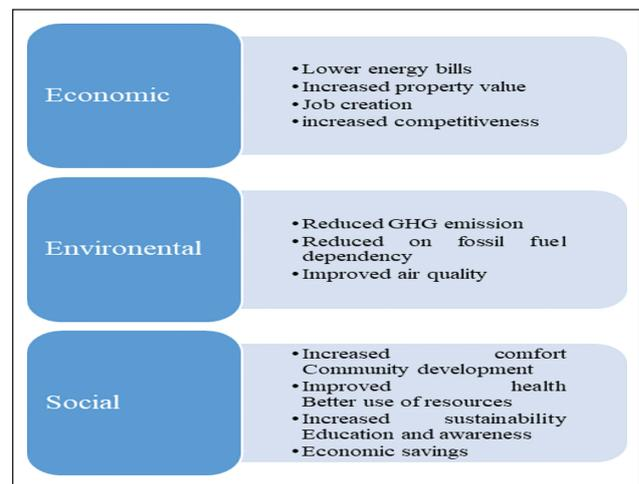 Economic
•Lower energy bills
•Increased property value
•Job creation
•increased competitiveness
Environental
•Reduced GHG emission
•Reduced on fossil fuel
dependency
•Improved air quality
Social
•Increased comfort
Community development
•Improved health
Better use of resources
•Increased sustainability
Education and awareness
•Economic savings